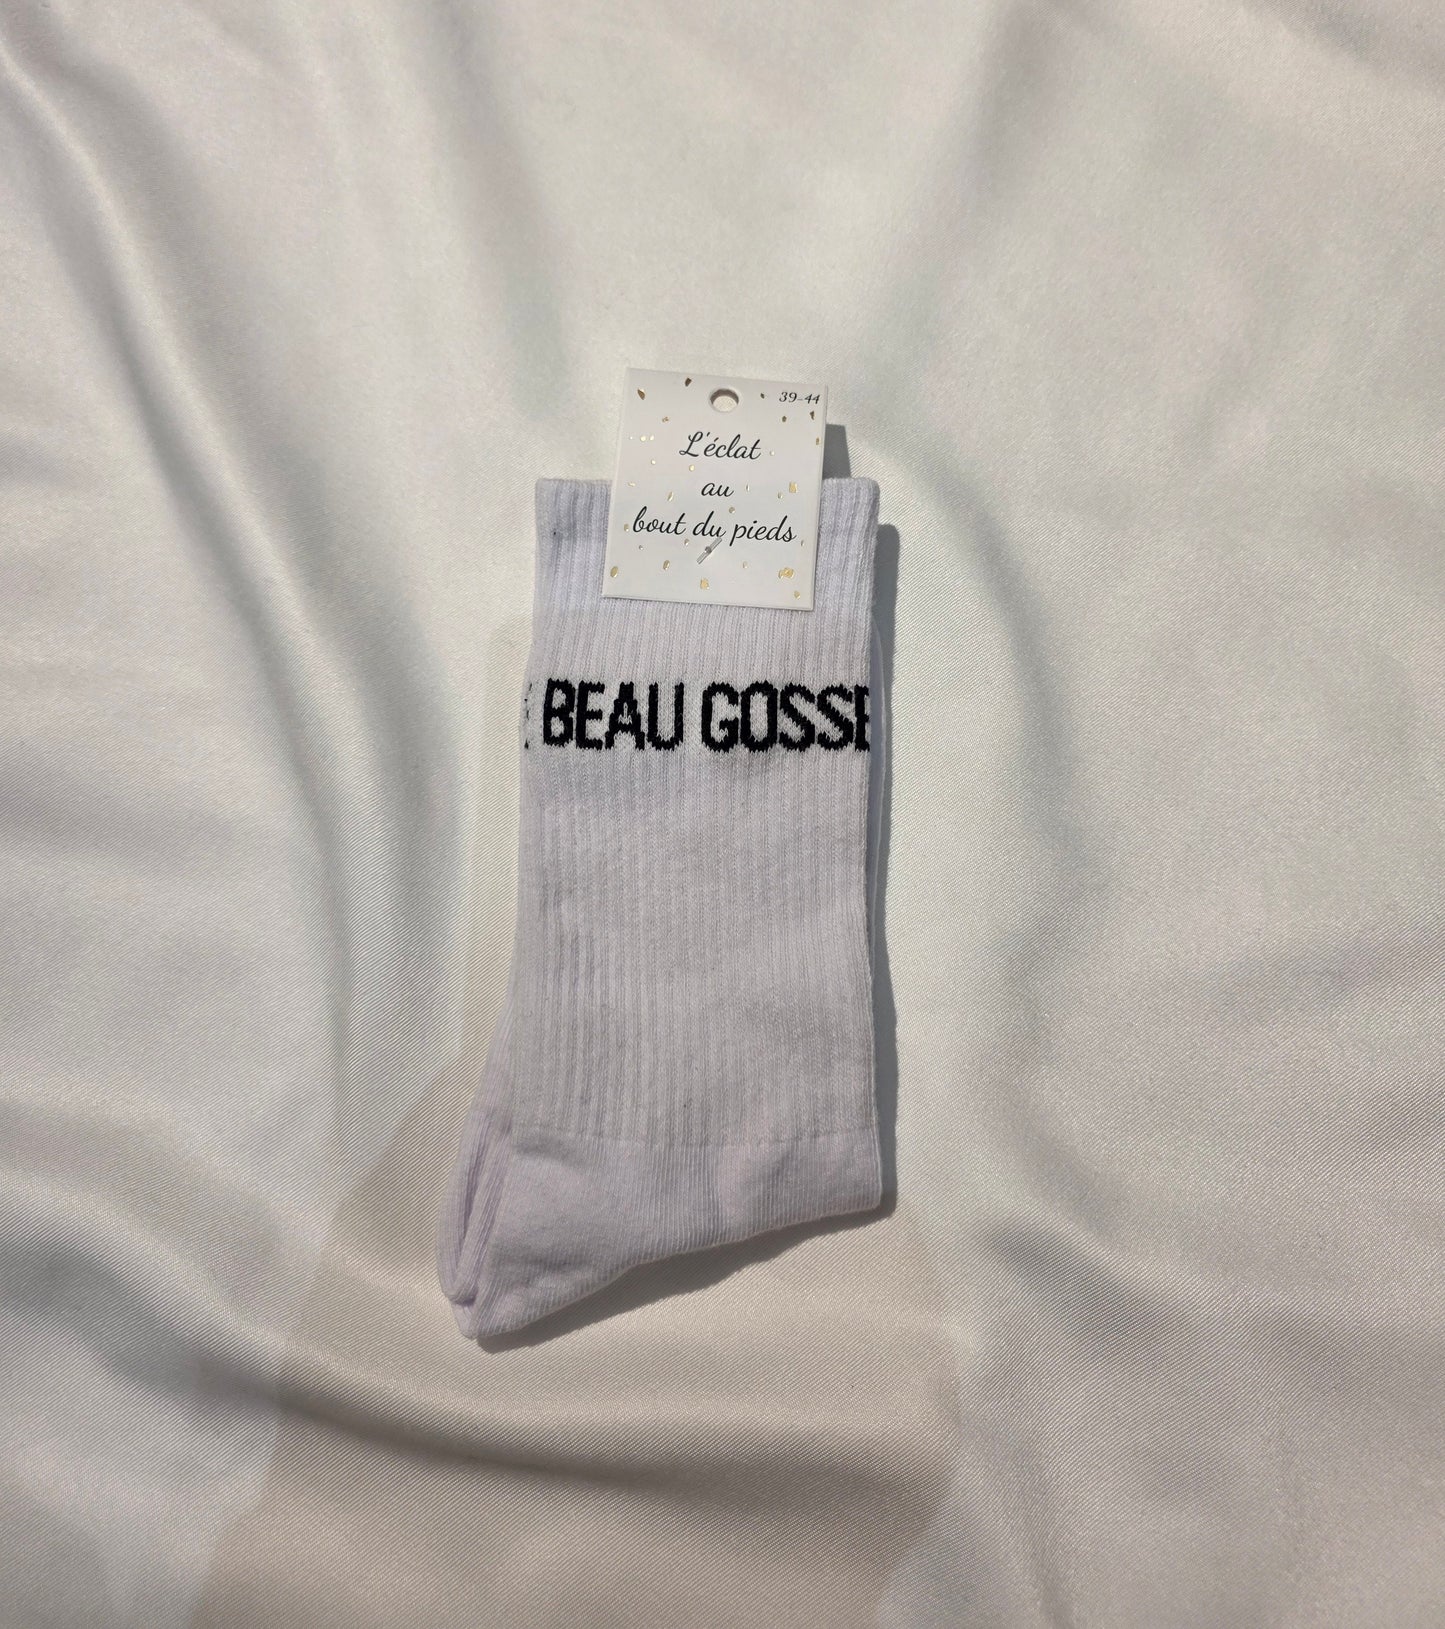 39-44
L'éclat
au
bout du pieds
BEAU GOSSE